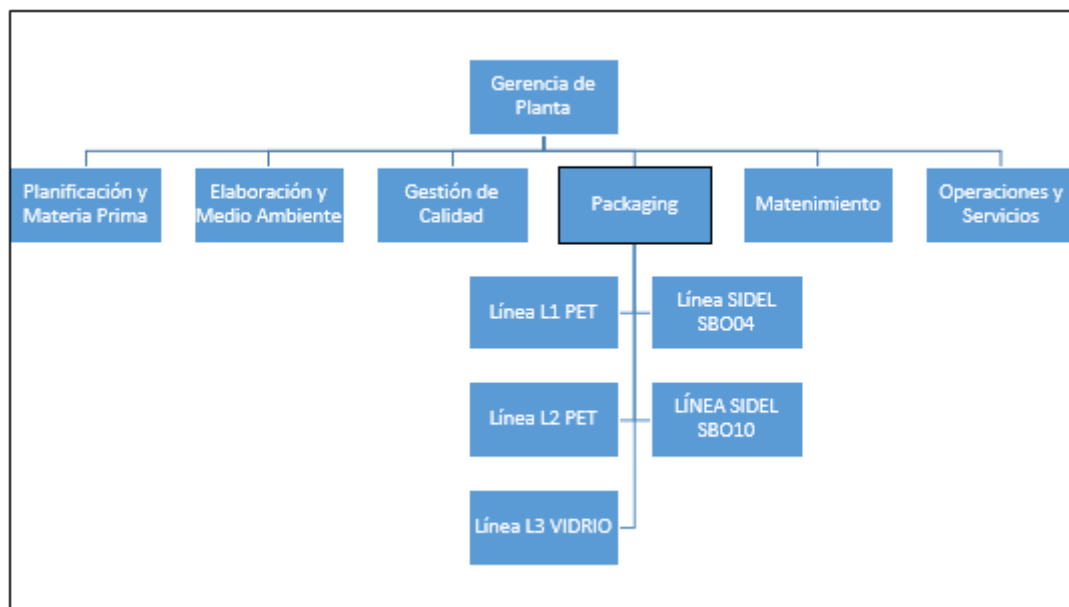 Gerencia de
Planta
Planificación y
Materia Prima
Elaboración y
Medio Ambiente
Gestión de
Calidad
Packaging
Matenimiento
Operaciones y
Servicios
Línea L1 PET
Línea SIDEL
SBO04
Línea L2 PET
LÍNEA SIDEL
SBO10
Línea L3 VIDRIO